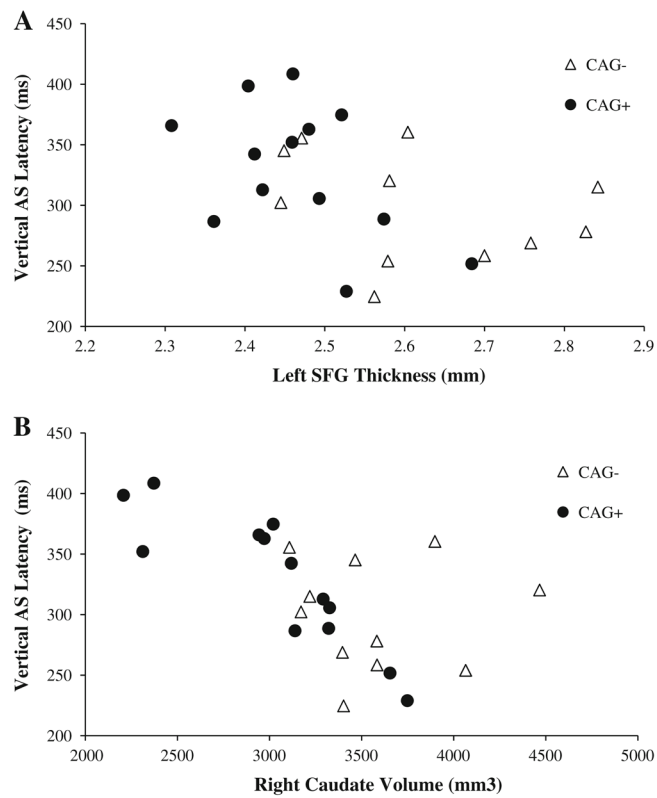 A
450
400
350
300
250
200
Vertical AS Latency (ms)
CAG-
CAG+
2.2 2.3 2.4 2.5 2.6 2.7 2.8 2.9
Left SFG Thickness (mm)
B
450
400
350
300
250
200
Vertical AS Latency (ms)
CAG-
CAG+
2000 2500 3000 3500 4000 4500 5000
Right Caudate Volume (mm3)